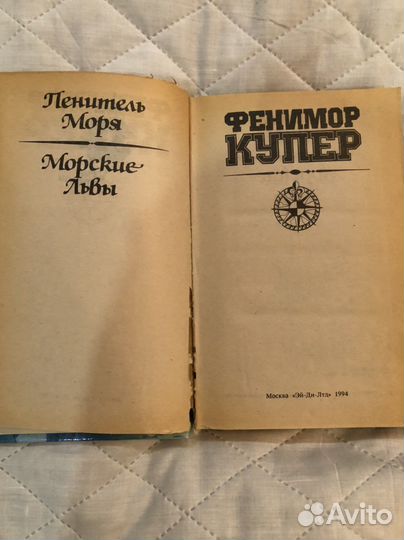 Пенитель
Моря
Морские
Львы
ФЕНИМОР
КУПЕР
Москва «Эй-Ди-Лтд» 1994
Avito